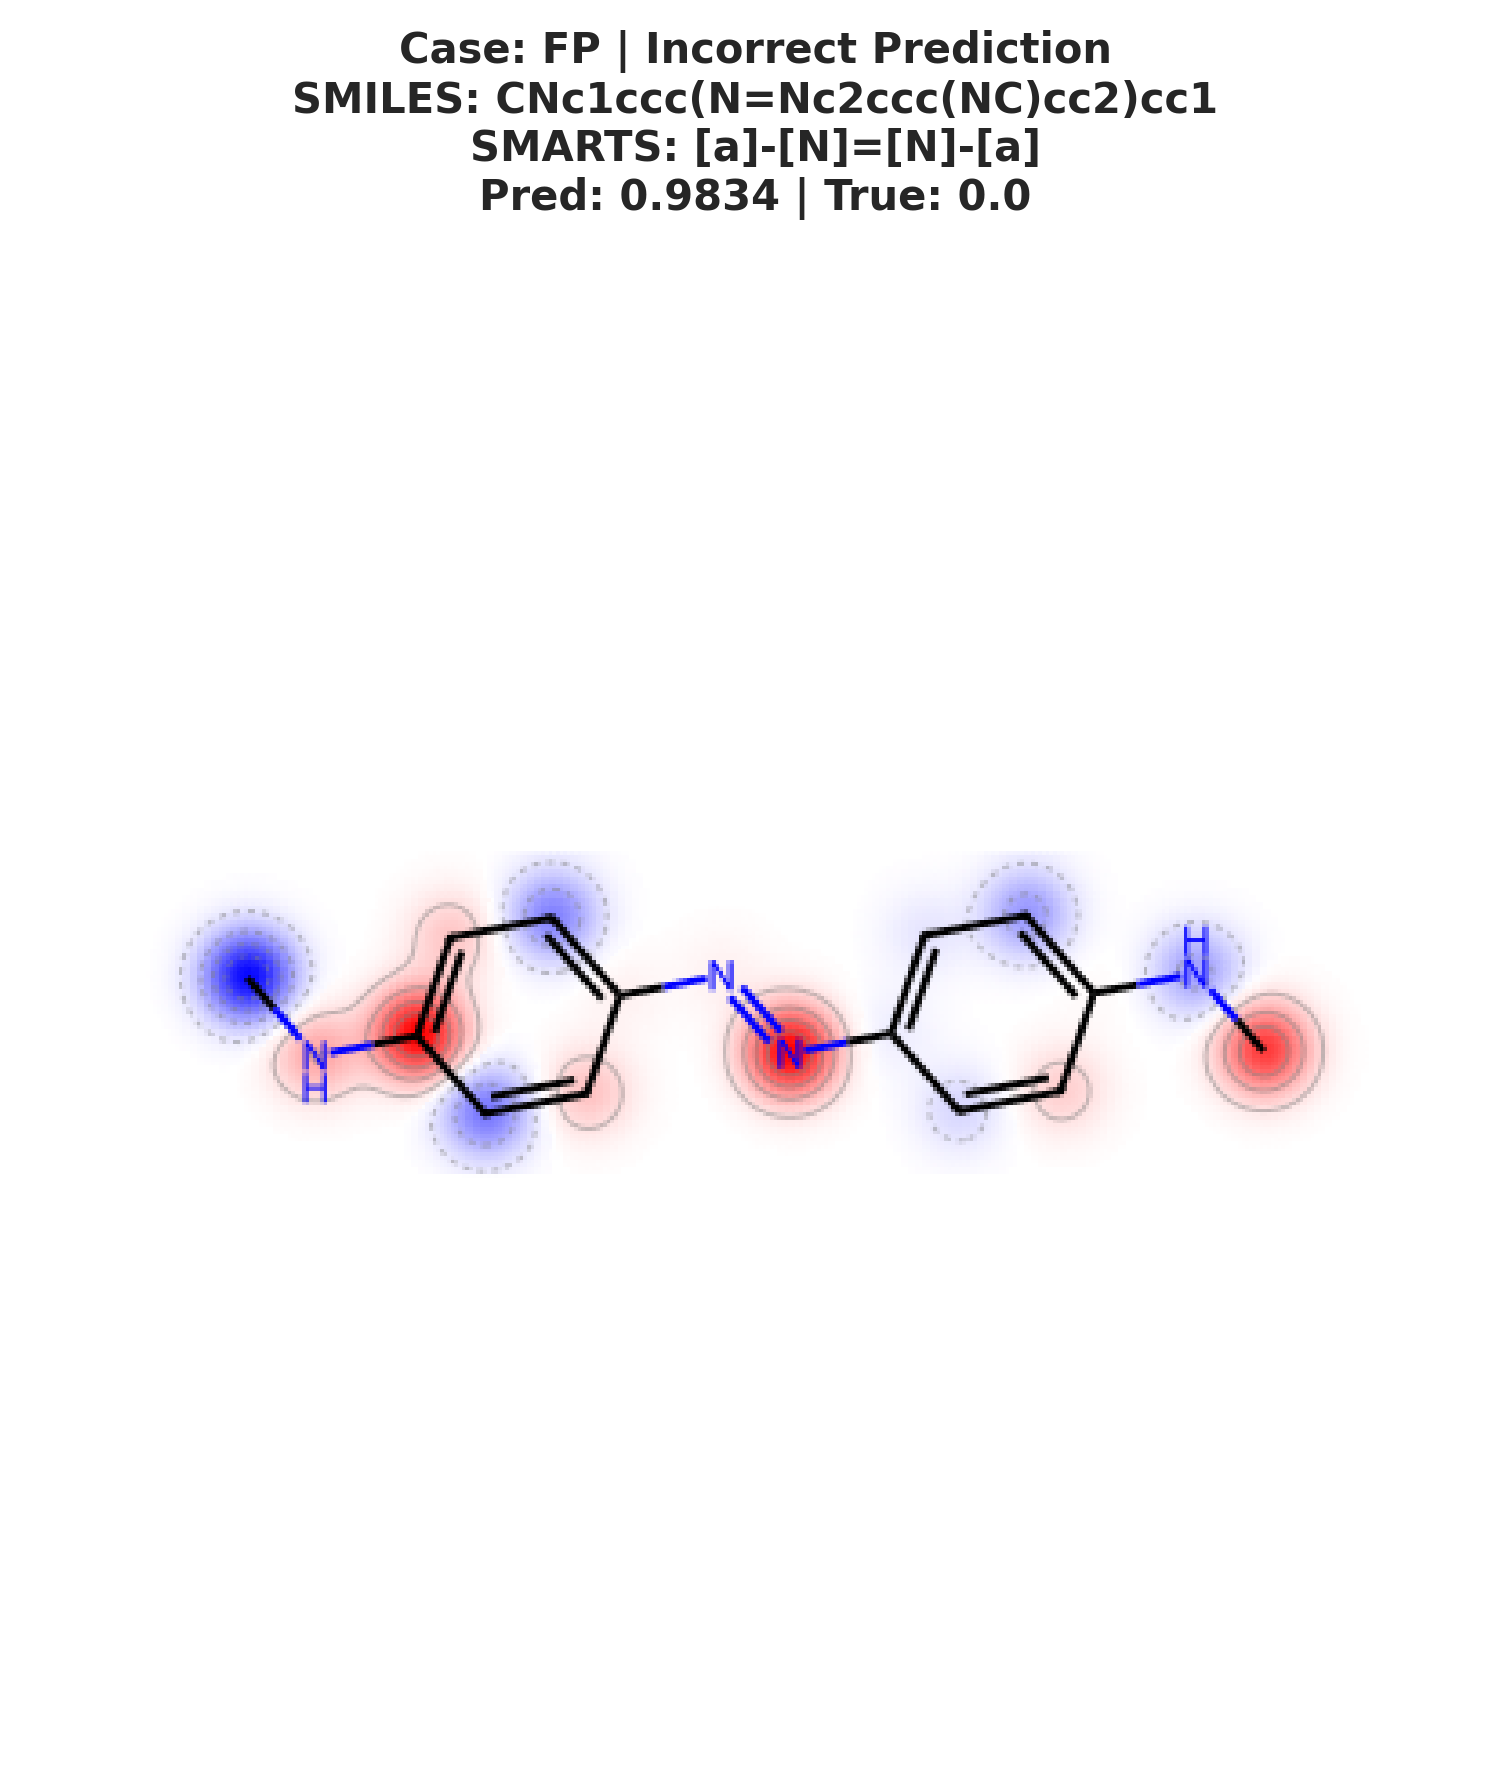 Case: FP | Incorrect Prediction
SMILES: CNc1ccc(N=Nc2ccc(NC)cc2)cc1
SMARTS: [a]-[N]=[N]-[a]
Pred: 0.9834 | True: 0.0
H
N N
N N
H